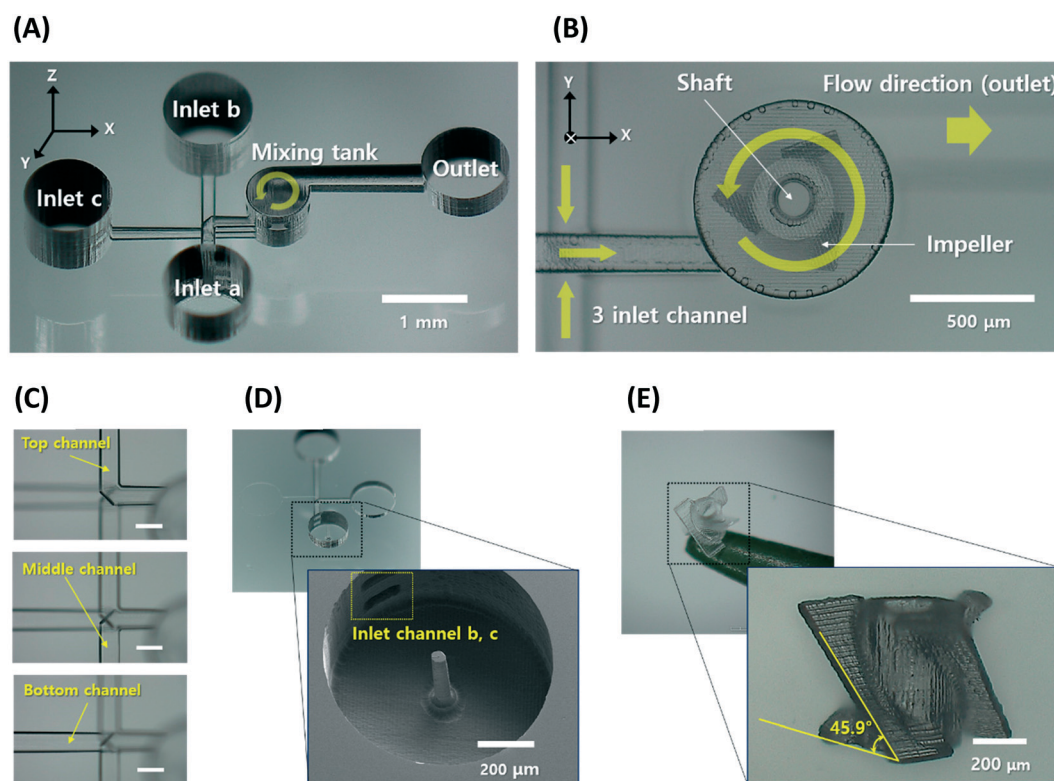 (A)
Z
X
Y
Inlet b
Mixing tank
Inlet c
Outlet
Inlet a
1 mm
(B)
Y
X
Shaft
Flow direction (outlet)
Impeller
3 inlet channel
500 μm
(C)
Top channel
Middle channel
Bottom channel
(D)
Inlet channel b, c
200 μm
(E)
45.9°
200 μm